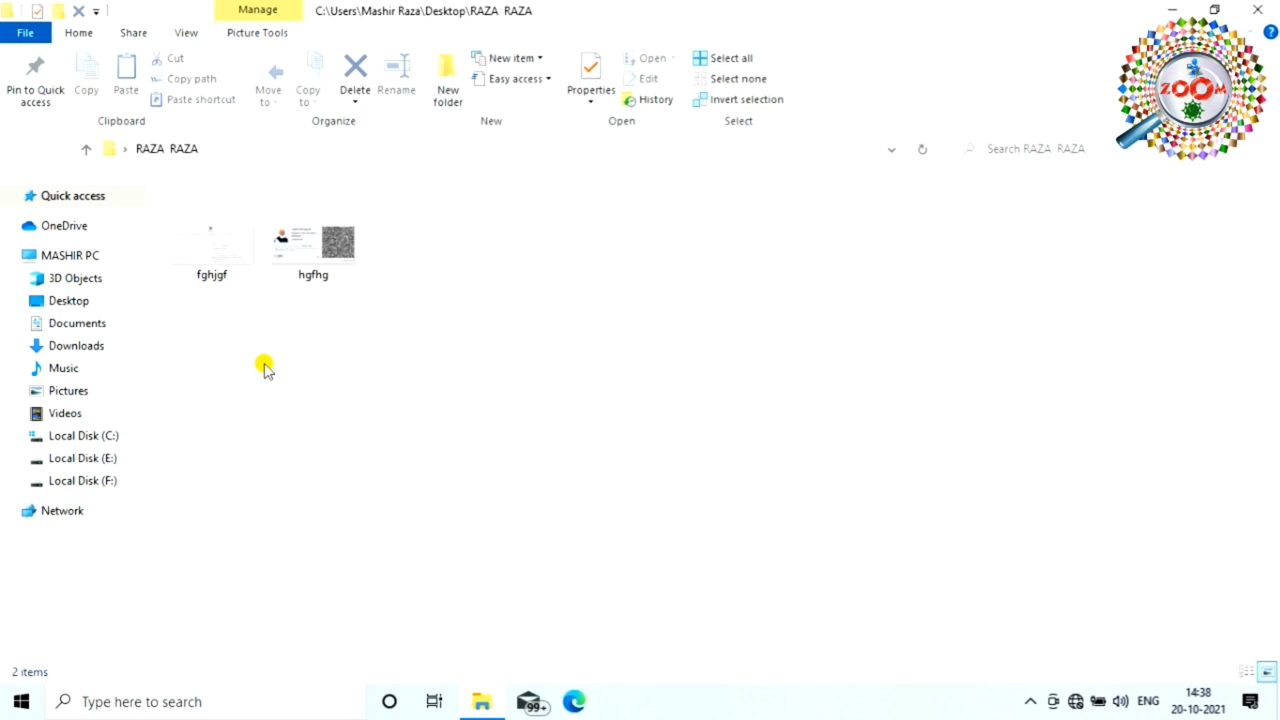 Manage
C:\Users\Mashir Raza\Desktop\RAZA  RAZA
File
Home
Share
View
Picture Tools
Pin to Quick access
Copy
Paste
Cut
Copy path
Paste shortcut
Clipboard
Move to
Copy to
Delete
Rename
Organize
New folder
New item
Easy access
New
Properties
Open
Edit
History
Open
Select all
Select none
Invert selection
Select
ZOOM
RAZA  RAZA
Search RAZA  RAZA
Quick access
OneDrive
MASHIR PC
3D Objects
Desktop
Documents
Downloads
Music
Pictures
Videos
Local Disk (C:)
Local Disk (E:)
Local Disk (F:)
Network
fghjgf
hgfhg
2 items
Type here to search
99+
ENG
14:38
20-10-2021